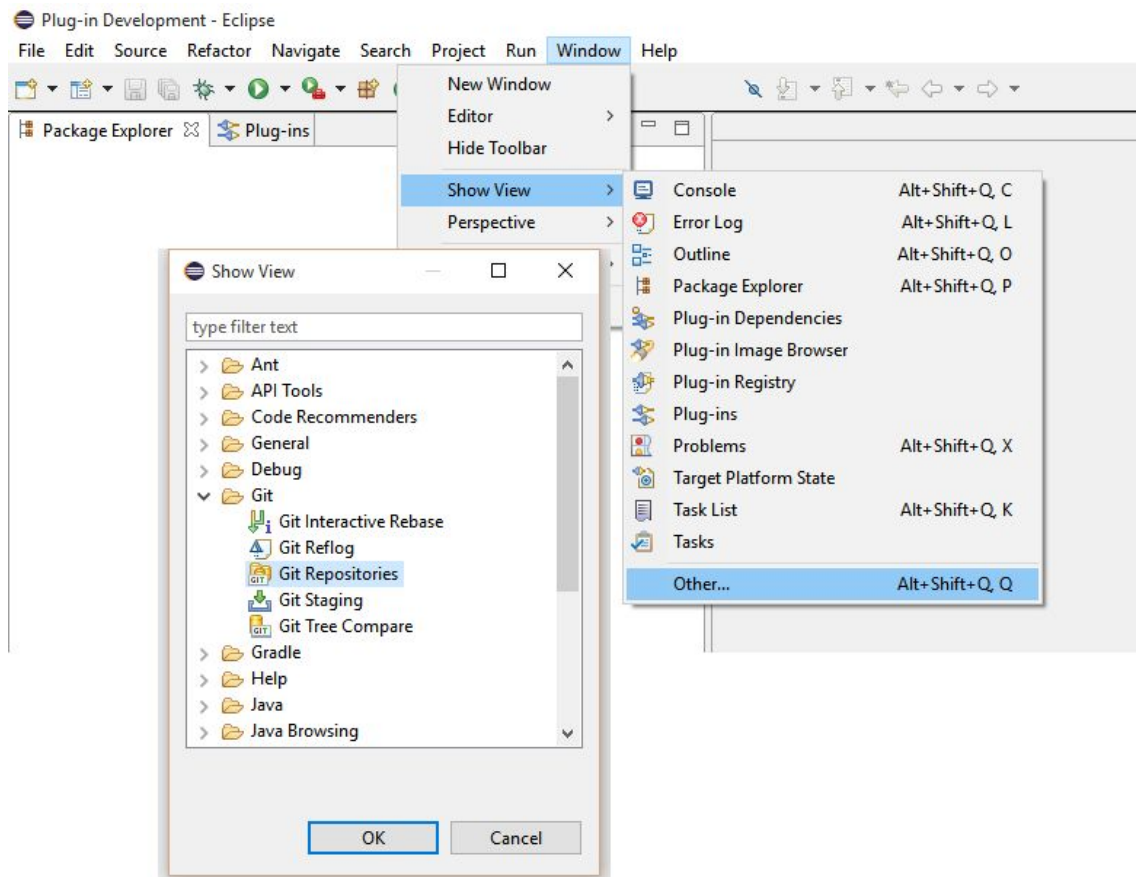 Plug-in Development - Eclipse
File Edit Source Refactor Navigate Search Project Run Window Help
Package Explorer Plug-ins
New Window
Editor
Hide Toolbar
Show View
Perspective
Console Alt+Shift+Q, C
Error Log Alt+Shift+Q, L
Outline Alt+Shift+Q, O
Package Explorer Alt+Shift+Q, P
Plug-in Dependencies
Plug-in Image Browser
Plug-in Registry
Plug-ins
Problems Alt+Shift+Q, X
Target Platform State
Task List Alt+Shift+Q, K
Tasks
Other... Alt+Shift+Q, Q
Show View
type filter text
Ant
API Tools
Code Recommenders
General
Debug
Git
Git Interactive Rebase
Git Reflog
Git Repositories
Git Staging
Git Tree Compare
Gradle
Help
Java
Java Browsing
OK Cancel